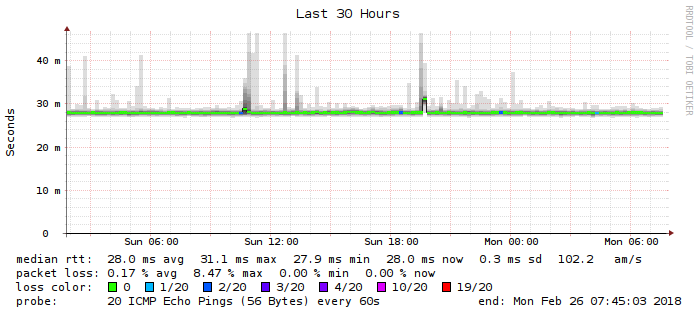 Last 30 Hours
RRDTOOL / TOBI OETIKER
Seconds
40 m
30 m
20 m
10 m
0
Sun 06:00 Sun 12:00 Sun 18:00 Mon 00:00 Mon 06:00
median rtt: 28.0 ms avg 31.1 ms max 27.9 ms min 28.0 ms now 0.3 ms sd 102.2 am/s
packet loss: 0.17 % avg 8.47 % max 0.00 % min 0.00 % now
loss color: 0 1/20 2/20 3/20 4/20 10/20 19/20
probe: 20 ICMP Echo Pings (56 Bytes) every 60s end: Mon Feb 26 07:45:03 2018